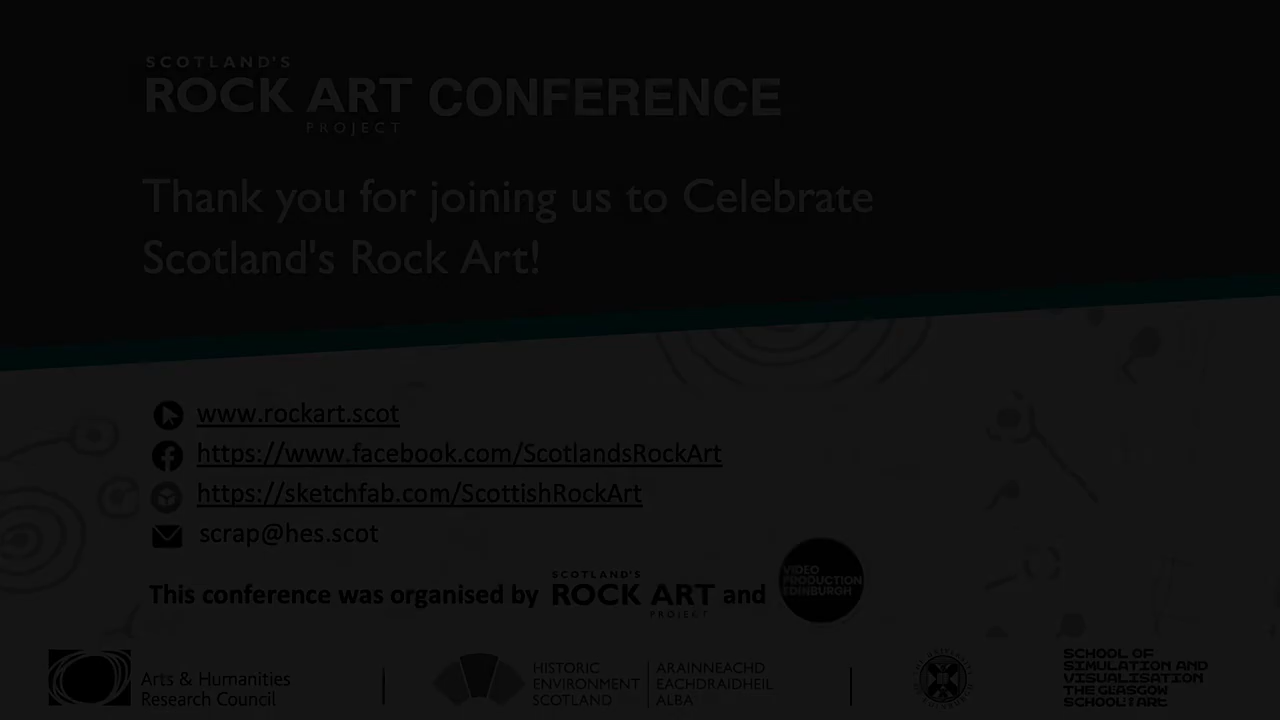 SCOTLAND'S
ROCK ART CONFERENCE
PROJECT
Thank you for joining us to Celebrate
Scotland's Rock Art!
www.rockart.scot
https://www.facebook.com/ScotlandsRockArt
https://sketchfab.com/ScottishRockArt
scrap@hes.scot
This conference was organised by SCOTLAND'S ROCK ART PROJECT and VIDEO PRODUCTION EDINBURGH
Arts & Humanities
Research Council
HISTORIC
ENVIRONMENT
SCOTLAND
ARAINNEACHD
EACHDRAIDHEIL
ALBA
SCHOOL OF
SIMULATION AND
VISUALISATION
THE GLASGOW
SCHOOL:ARE